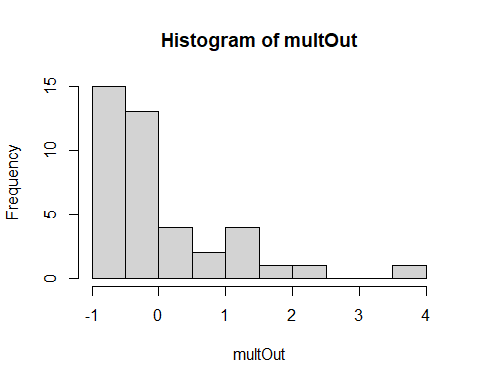 Histogram of multOut
Frequency
15
10
5
0
-1 0 1 2 3 4
multOut